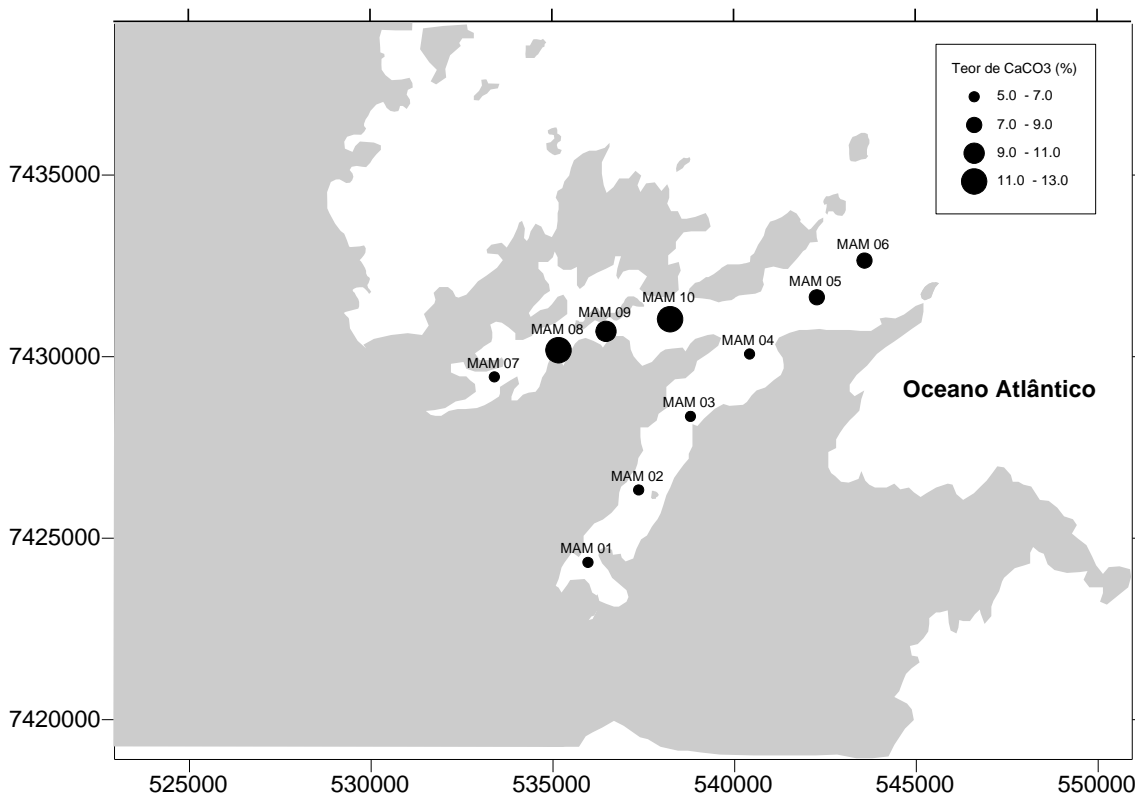 Teor de CaCO3 (%)
5.0 - 7.0
7.0 - 9.0
9.0 - 11.0
11.0 - 13.0
7435000
MAM 06
MAM 05
MAM 10
MAM 09
MAM 08
MAM 04
7430000
MAM 07
Oceano Atlântico
MAM 03
MAM 02
7425000
MAM 01
7420000
525000 530000 535000 540000 545000 550000